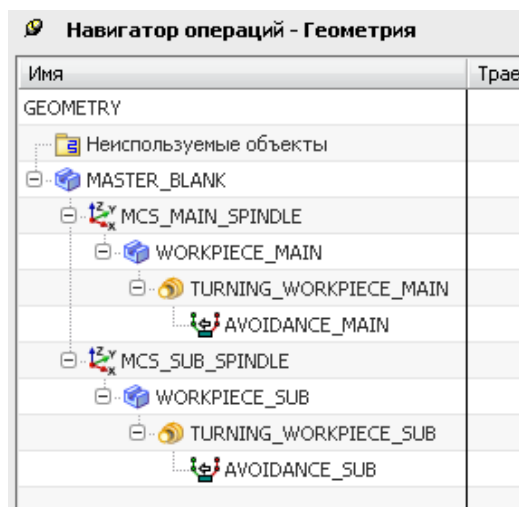 Навигатор операций - Геометрия
Имя Трае
GEOMETRY
Неиспользуемые объекты
MASTER_BLANK
MCS_MAIN_SPINDLE
WORKPIECE_MAIN
TURNING_WORKPIECE_MAIN
AVOIDANCE_MAIN
MCS_SUB_SPINDLE
WORKPIECE_SUB
TURNING_WORKPIECE_SUB
AVOIDANCE_SUB